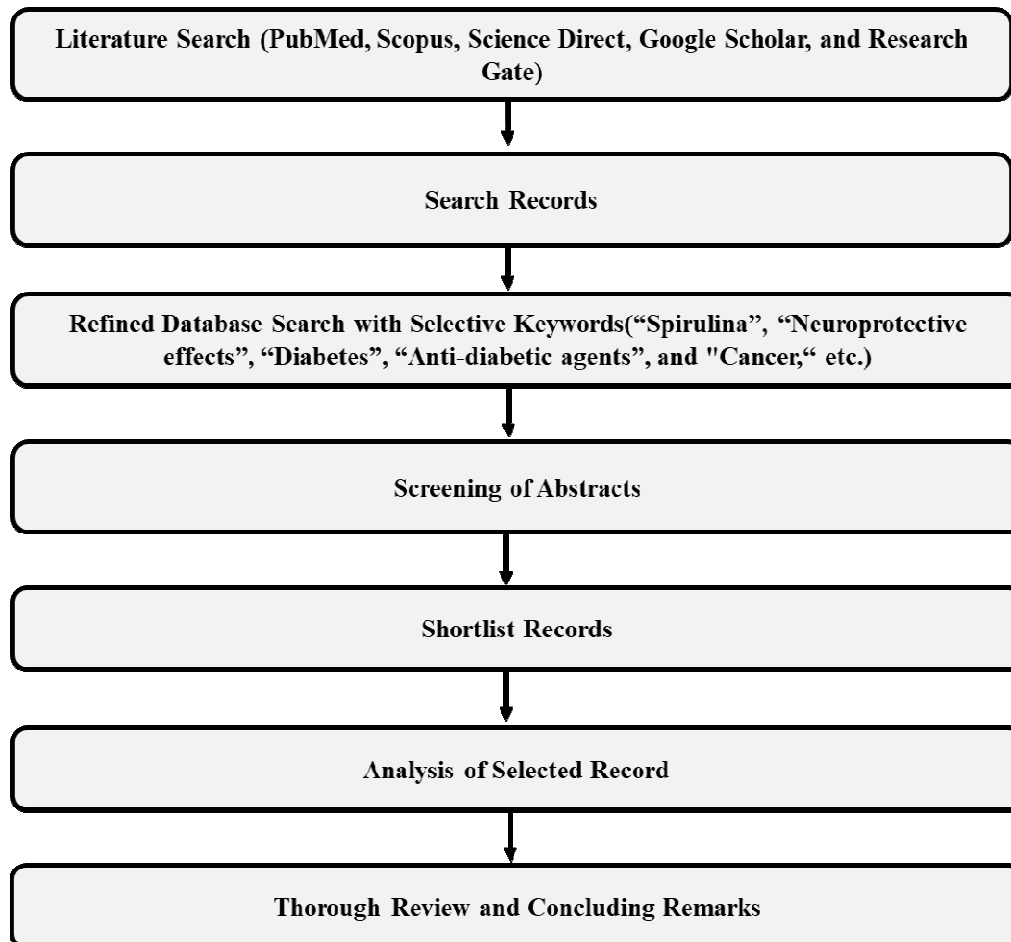 Literature Search (PubMed, Scopus, Science Direct, Google Scholar, and Research
Gate)
Search Records
Refined Database Search with Selective Keywords(“Spirulina”, “Neuroprotective
effects”, “Diabetes”, “Anti-diabetic agents”, and "Cancer,“ etc.)
Screening of Abstracts
Shortlist Records
Analysis of Selected Record
Thorough Review and Concluding Remarks